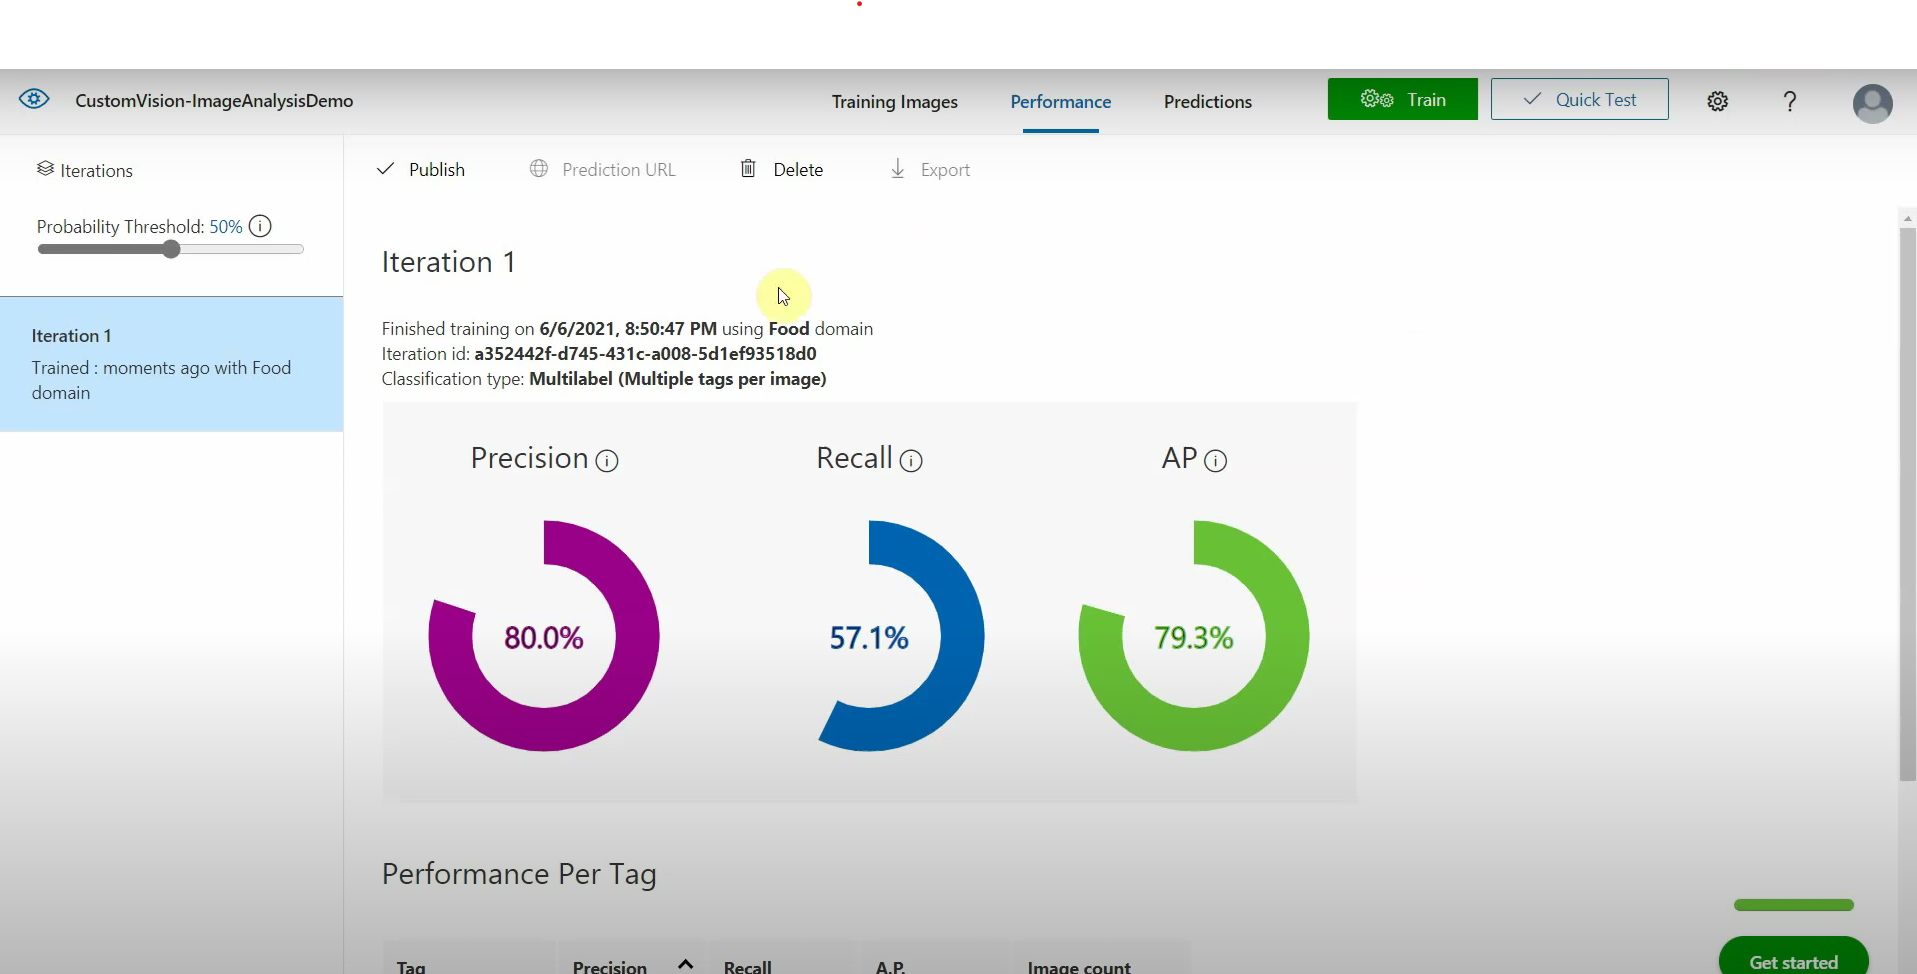 CustomVision-ImageAnalysisDemo
Training Images
Performance
Predictions
Train
Quick Test
?
Iterations
Probability Threshold: 50%
Iteration 1
Trained : moments ago with Food
domain
Publish
Prediction URL
Delete
Export
Iteration 1
Finished training on 6/6/2021, 8:50:47 PM using Food domain
Iteration id: a352442f-d745-431c-a008-5d1ef93518d0
Classification type: Multilabel (Multiple tags per image)
Precision
Recall
AP
80.0%
57.1%
79.3%
Performance Per Tag
Tag
Precision
Recall
A.P.
Image count
Get started